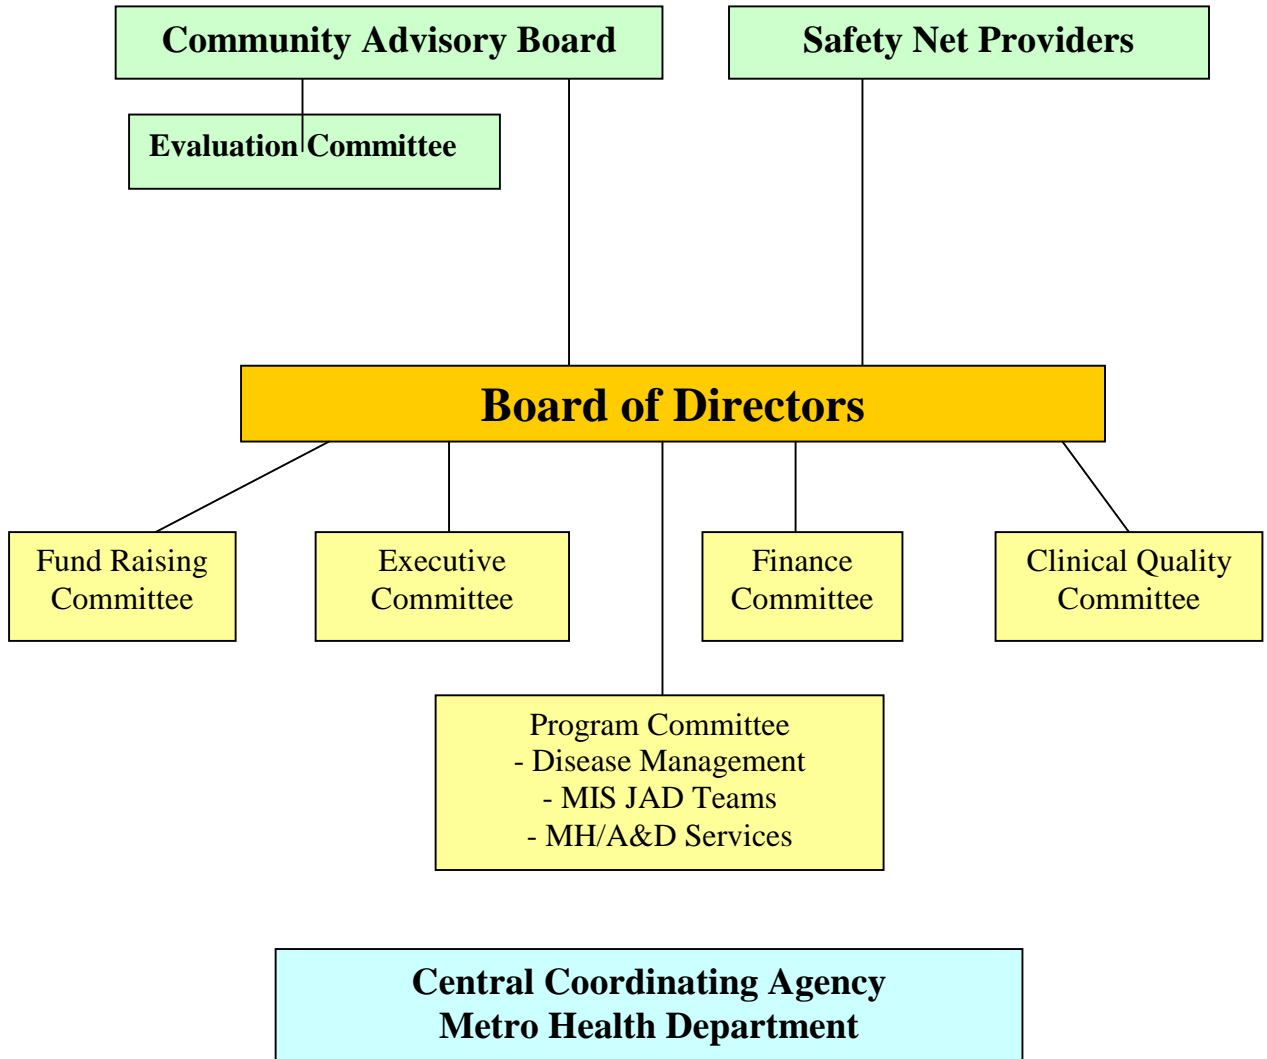 Community Advisory Board
Safety Net Providers
Evaluation Committee
Board of Directors
Fund Raising
Committee
Executive
Committee
Finance
Committee
Clinical Quality
Committee
Program Committee
- Disease Management
- MIS JAD Teams
- MH/A&D Services
Central Coordinating Agency
Metro Health Department